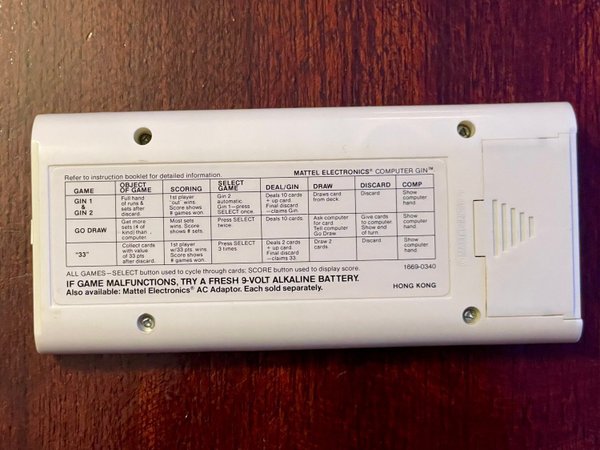 Refer to instruction booklet for detailed information. MATTEL ELECTRONICS® COMPUTER GIN™
GAME OBJECT OF GAME SCORING SELECT GAME DEAL/GIN DRAW DISCARD COMP
GIN 1 & GIN 2 Full hand of runs & sets after discard. 1st player "out" wins. Score shows # games won. Gin 2 automatic Gin 1—press SELECT once. Deals 10 cards + up card. Final discard —claims Gin. Draws card from deck. Discard. Show computer hand.
GO DRAW Get more sets (4 of kind) than computer. Most sets wins. Score shows # sets. Press SELECT twice. Deals 10 cards. Ask computer for card. Tell computer Go Draw. Give cards to computer. Show end of turn. Show computer hand.
"33" Collect cards with value of 33 pts after discard. 1st player w/33 pts. wins. Score shows # games won. Press SELECT 3 times. Deals 2 cards + up card. Final discard —claims 33. Draw 2 cards. Discard. Show computer hand.
ALL GAMES–SELECT button used to cycle through cards; SCORE button used to display score. 1669-0340
IF GAME MALFUNCTIONS, TRY A FRESH 9-VOLT ALKALINE BATTERY.
Also available: Mattel Electronics® AC Adaptor. Each sold separately. HONG KONG